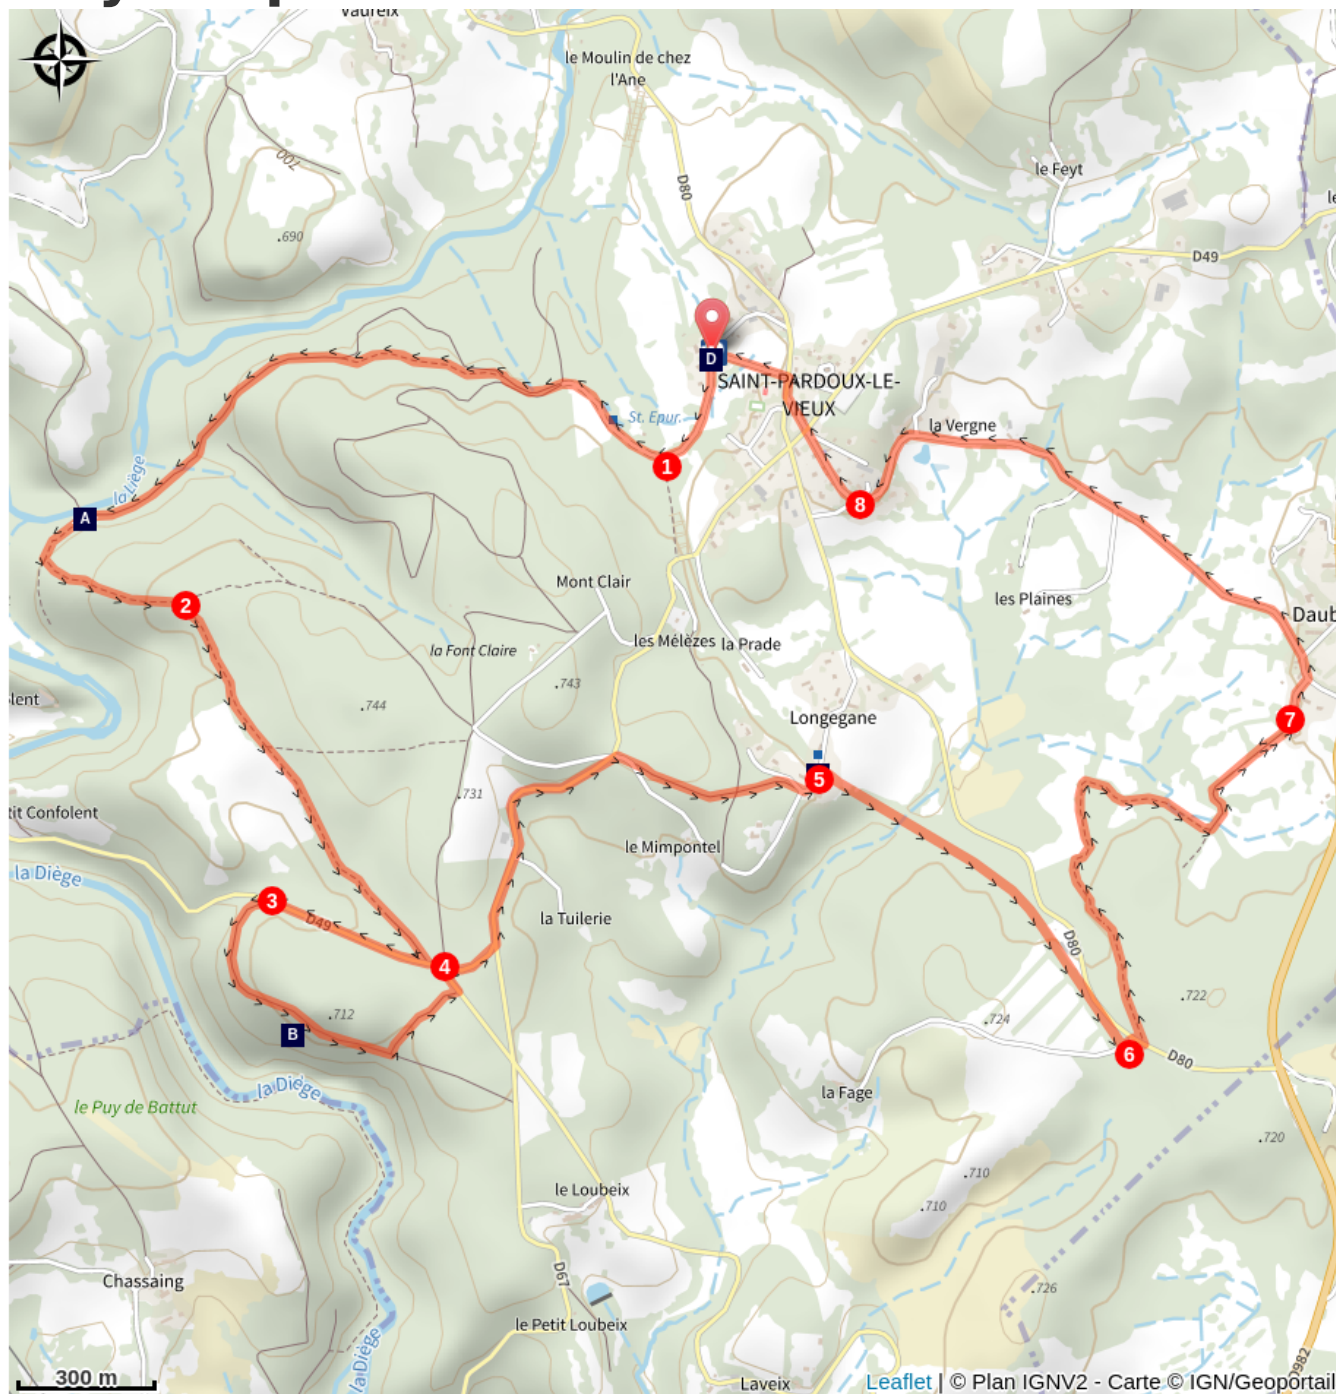 vaureix
le Moulin de chez
l'Ane
700
D80
le Feyt
le
.690
D49
D
SAINT-PARDOUX-LE-
VIEUX
St. Epur.
la Vergne
1
8
la Liège
A
Mont Clair
2
les Plaines
Daub
la Font Claire
les Mélèzes
la Prade
.743
lent
.744
Longegane
7
5
.731
tit Confolent
le Mimpontel
la Diège
3
la Tuilerie
D49
D80
4
.722
.712
.724
B
6
D80
la Diège
la Fage
le Puy de Battut
.720
.710
le Loubeix
.710
Chassaing
D67
.726
le Petit Loubeix
la Diège
D982
300 m
Laveix
Leaflet | © Plan IGNV2 - Carte © IGN/Geoportail